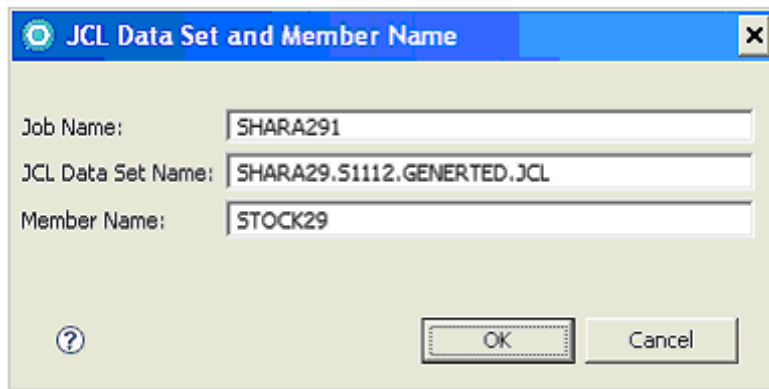 JCL Data Set and Member Name
Job Name: SHARA291
JCL Data Set Name: SHARA29.S1112.GENERTED.JCL
Member Name: STOCK29
? OK Cancel